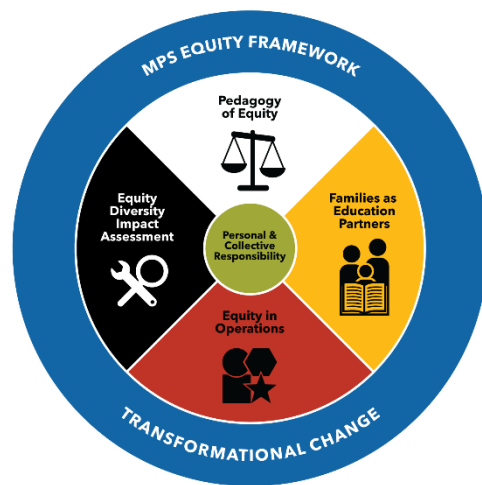 MPS EQUITY FRAMEWORK
Pedagogy
of Equity
Equity
Diversity
Impact
Assessment
Families as
Education
Partners
Personal &
Collective
Responsibility
Equity in
Operations
TRANSFORMATIONAL CHANGE